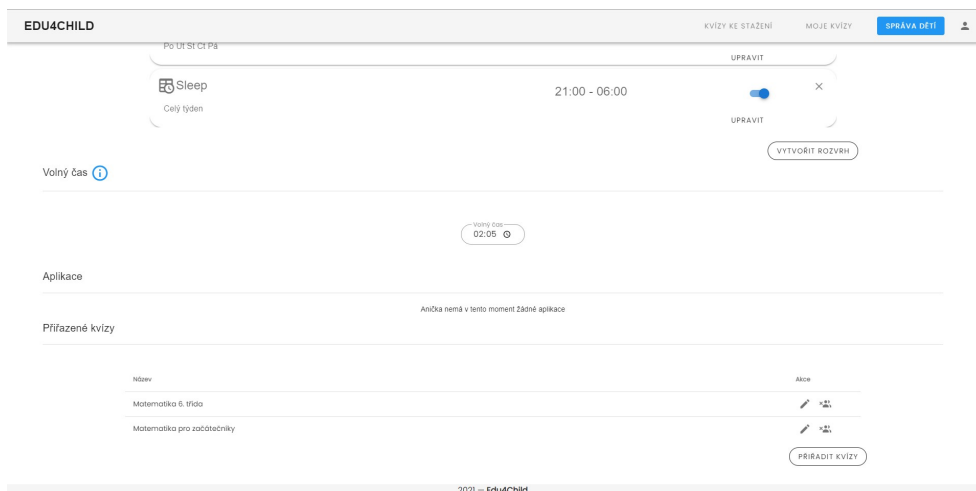 EDU4CHILD
KVÍZY KE STAŽENÍ
MOJE KVÍZY
SPRÁVA DĚTÍ
Po Út St Čt Pá
UPRAVIT
Sleep
21:00 - 06:00
Celý týden
UPRAVIT
VYTVOŘIT ROZVRH
Volný čas
Volný čas
02:05
Aplikace
Anička nemá v tento moment žádné aplikace
Přiřazené kvízy
Název
Akce
Matematika 6. třída
Matematika pro začátečníky
PŘIŘADIT KVÍZY
2021 — Edu4Child